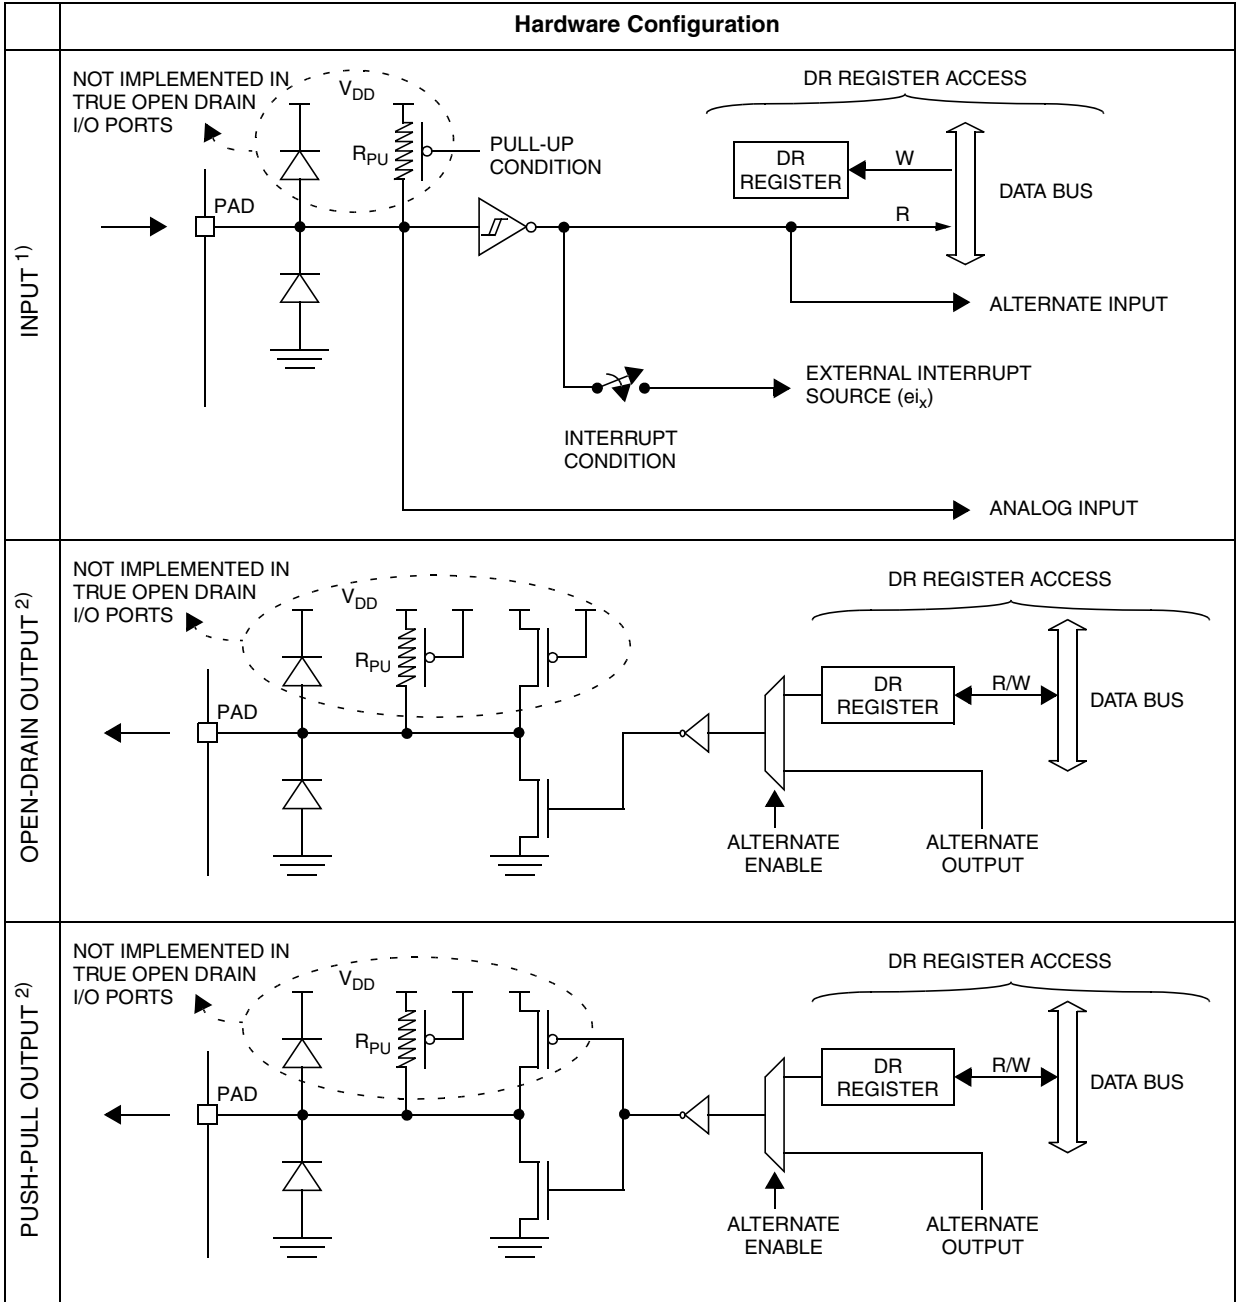 Hardware Configuration
INPUT 1)
NOT IMPLEMENTED IN
TRUE OPEN DRAIN
I/O PORTS
VDD
RPU
PULL-UP
CONDITION
PAD
DR REGISTER ACCESS
DR
REGISTER
W
R
DATA BUS
ALTERNATE INPUT
EXTERNAL INTERRUPT
SOURCE (eix)
INTERRUPT
CONDITION
ANALOG INPUT
OPEN-DRAIN OUTPUT 2)
NOT IMPLEMENTED IN
TRUE OPEN DRAIN
I/O PORTS
VDD
RPU
PAD
DR REGISTER ACCESS
DR
REGISTER
R/W
DATA BUS
ALTERNATE
ENABLE
ALTERNATE
OUTPUT
PUSH-PULL OUTPUT 2)
NOT IMPLEMENTED IN
TRUE OPEN DRAIN
I/O PORTS
VDD
RPU
PAD
DR REGISTER ACCESS
DR
REGISTER
R/W
DATA BUS
ALTERNATE
ENABLE
ALTERNATE
OUTPUT